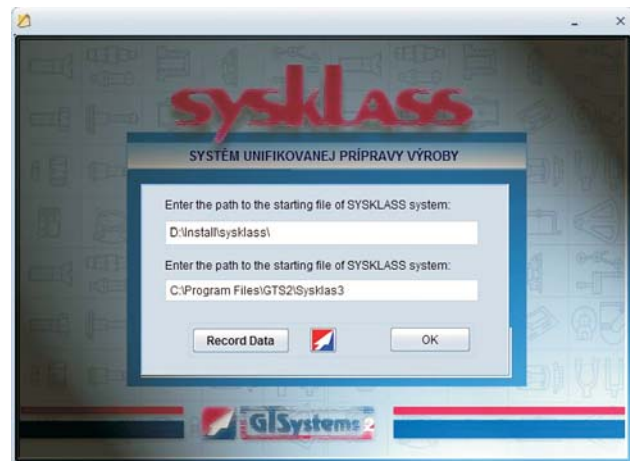 sysklass
SYSTÉM UNIFIKOVANEJ PRÍPRAVY VÝROBY
Enter the path to the starting file of SYSKLASS system:
D:\Install\sysklass\
Enter the path to the starting file of SYSKLASS system:
C:\Program Files\GTS2\Sysklas3
Record Data
OK
GTSystems 2